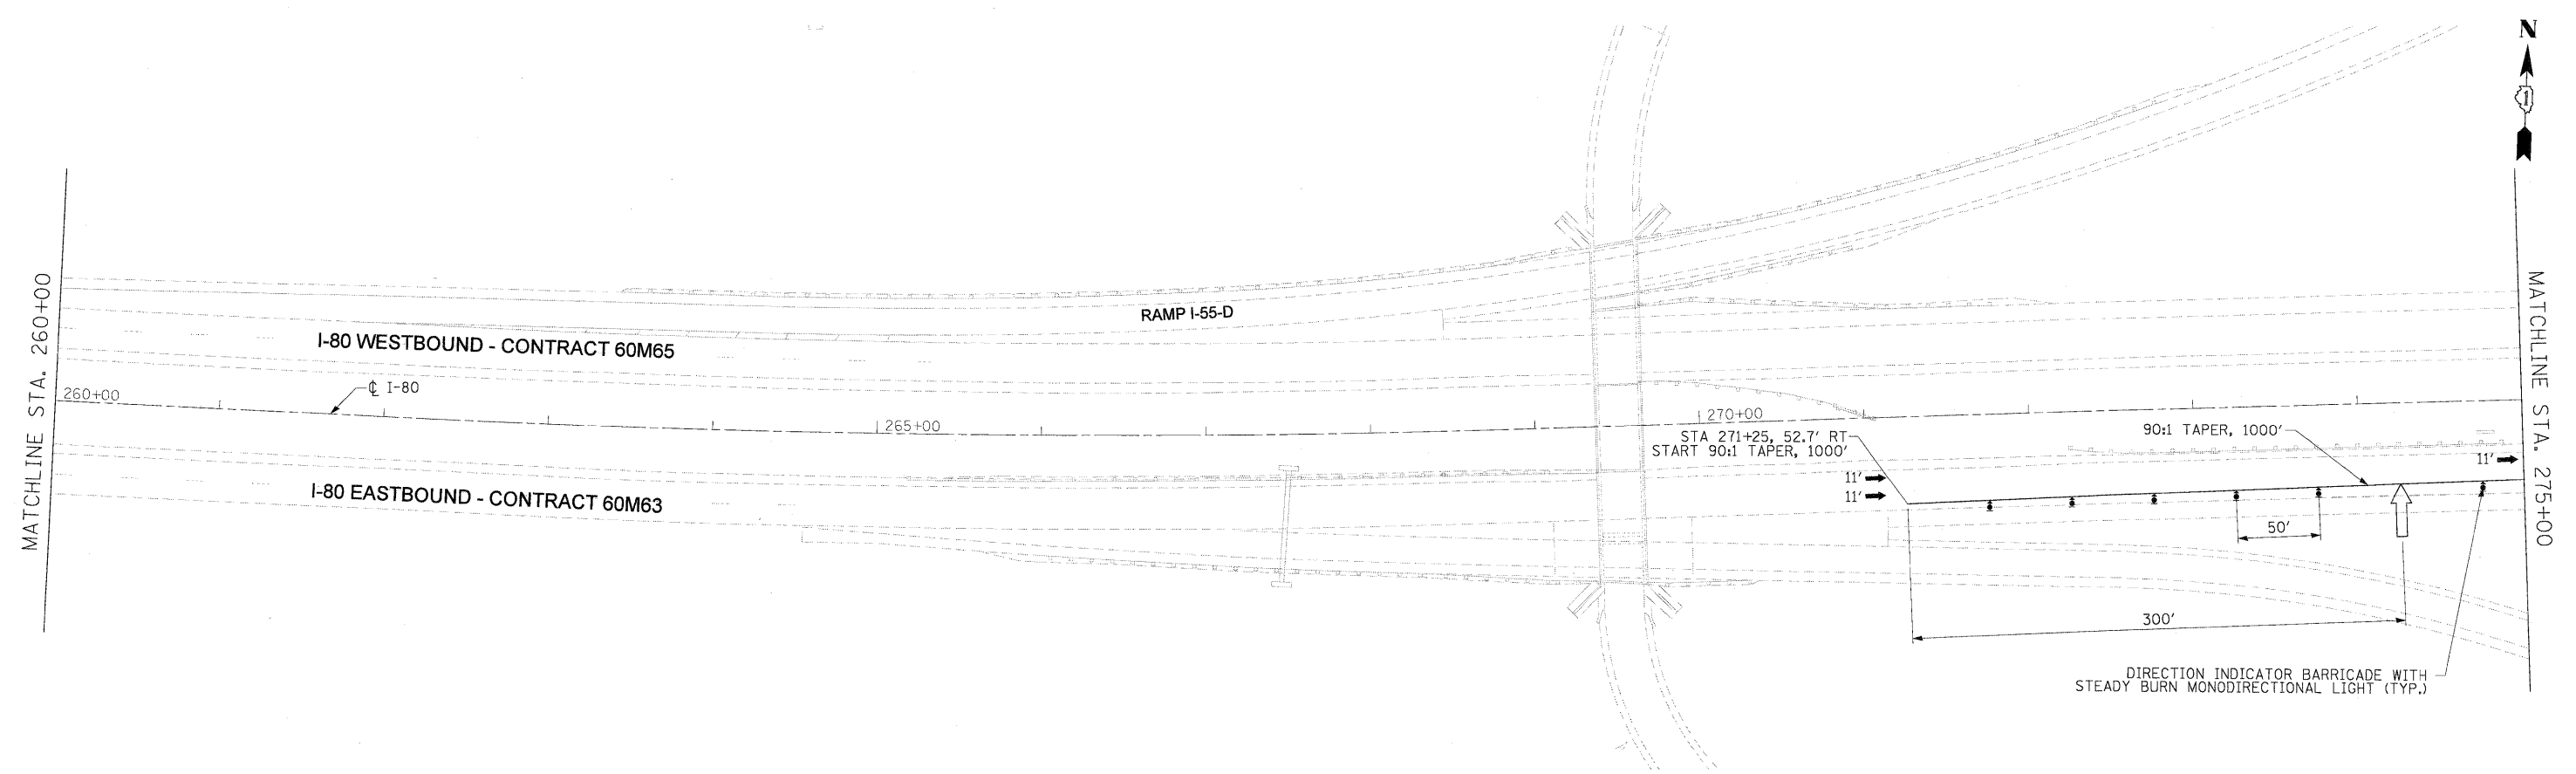 N
1
MATCHLINE STA. 260+00
MATCHLINE STA. 275+00
RAMP I-55-D
I-80 WESTBOUND - CONTRACT 60M65
℄ I-80
260+00
265+00
270+00
STA 271+25, 52.7' RT
START 90:1 TAPER, 1000'
90:1 TAPER, 1000'
11'
11'
11'
I-80 EASTBOUND - CONTRACT 60M63
50'
300'
DIRECTION INDICATOR BARRICADE WITH
STEADY BURN MONODIRECTIONAL LIGHT (TYP.)